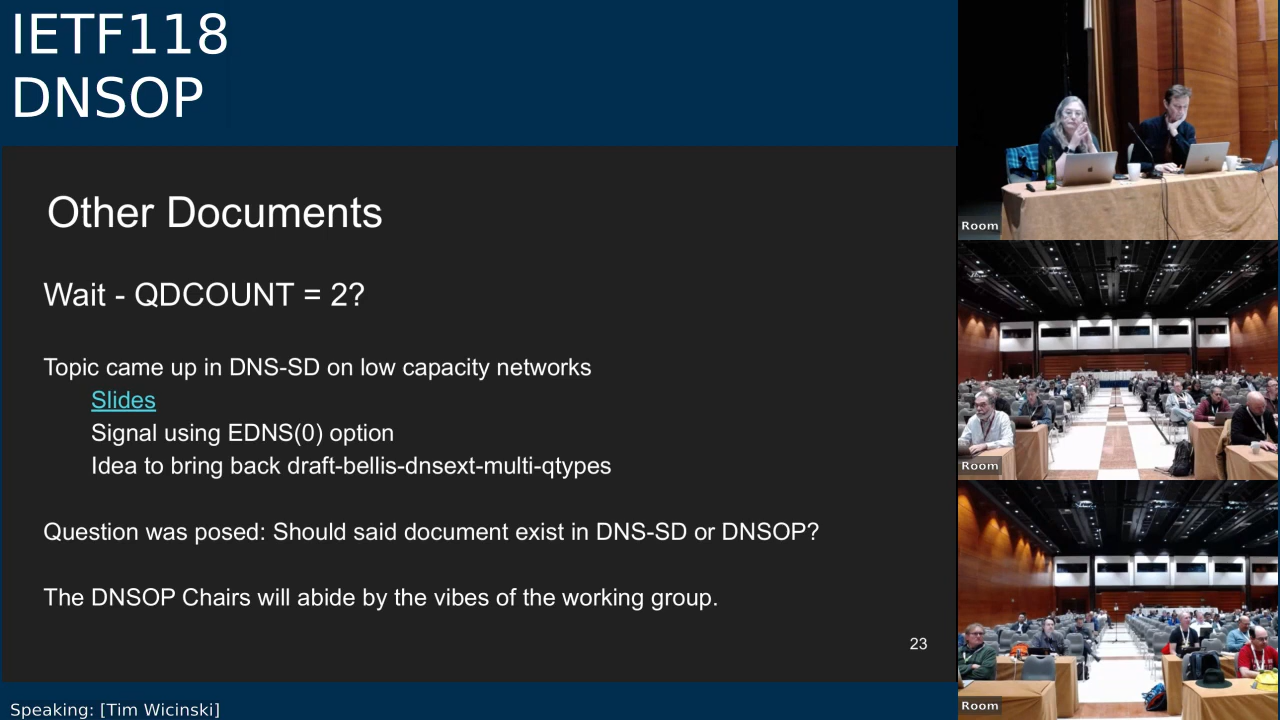 IETF118
DNSOP
Other Documents
Wait - QDCOUNT = 2?
Topic came up in DNS-SD on low capacity networks
Slides
Signal using EDNS(0) option
Idea to bring back draft-bellis-dnsext-multi-qtypes
Question was posed: Should said document exist in DNS-SD or DNSOP?
The DNSOP Chairs will abide by the vibes of the working group.
23
Speaking: [Tim Wicinski]
Room
Room
Room